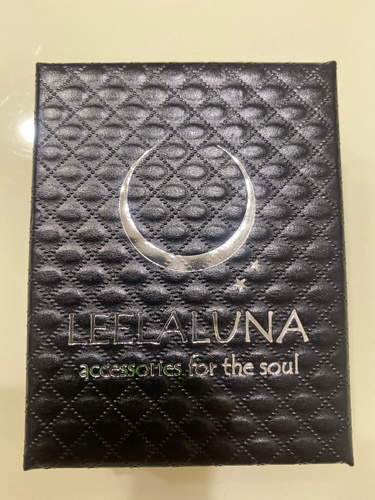 LEELALUNA
accessories for the soul